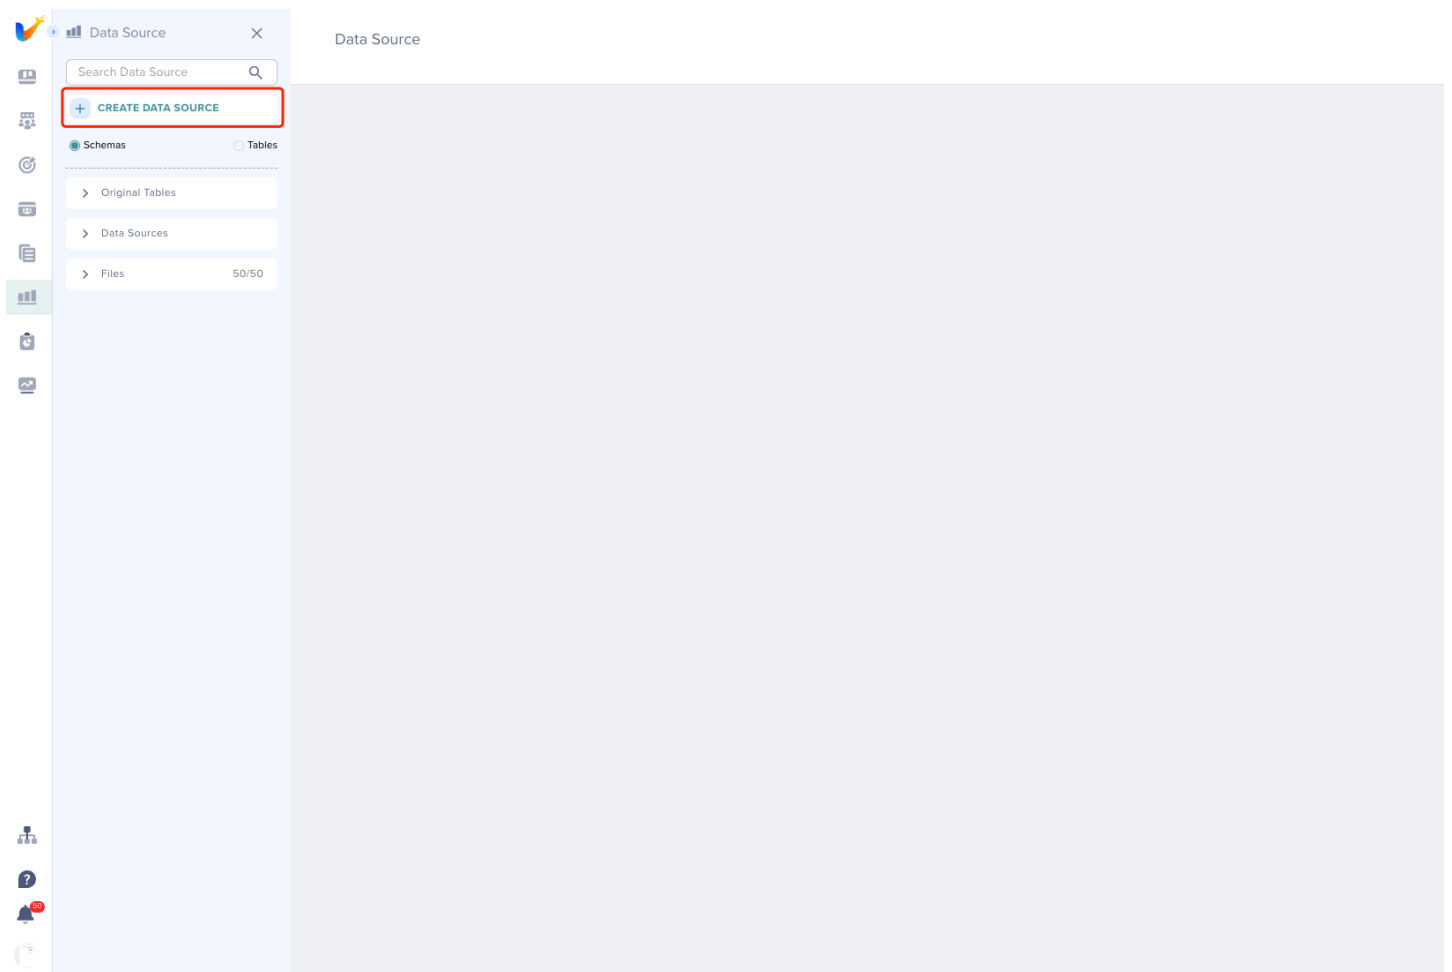 Data Source
Data Source
Search Data Source
CREATE DATA SOURCE
Schemas
Tables
Original Tables
Data Sources
Files 50/50
?
50